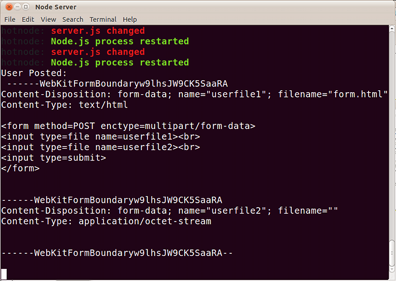 Node Server
File Edit View Search Terminal Help
hotnode: server.js changed
hotnode: Node.js process restarted
hotnode: server.js changed
hotnode: Node.js process restarted
User Posted:
------WebKitFormBoundaryw9lhsJW9CK5SaaRA
Content-Disposition: form-data; name="userfile1"; filename="form.html"
Content-Type: text/html
<form method=POST enctype=multipart/form-data>
<input type=file name=userfile1><br>
<input type=file name=userfile2><br>
<input type=submit>
</form>
------WebKitFormBoundaryw9lhsJW9CK5SaaRA
Content-Disposition: form-data; name="userfile2"; filename=""
Content-Type: application/octet-stream
------WebKitFormBoundaryw9lhsJW9CK5SaaRA--